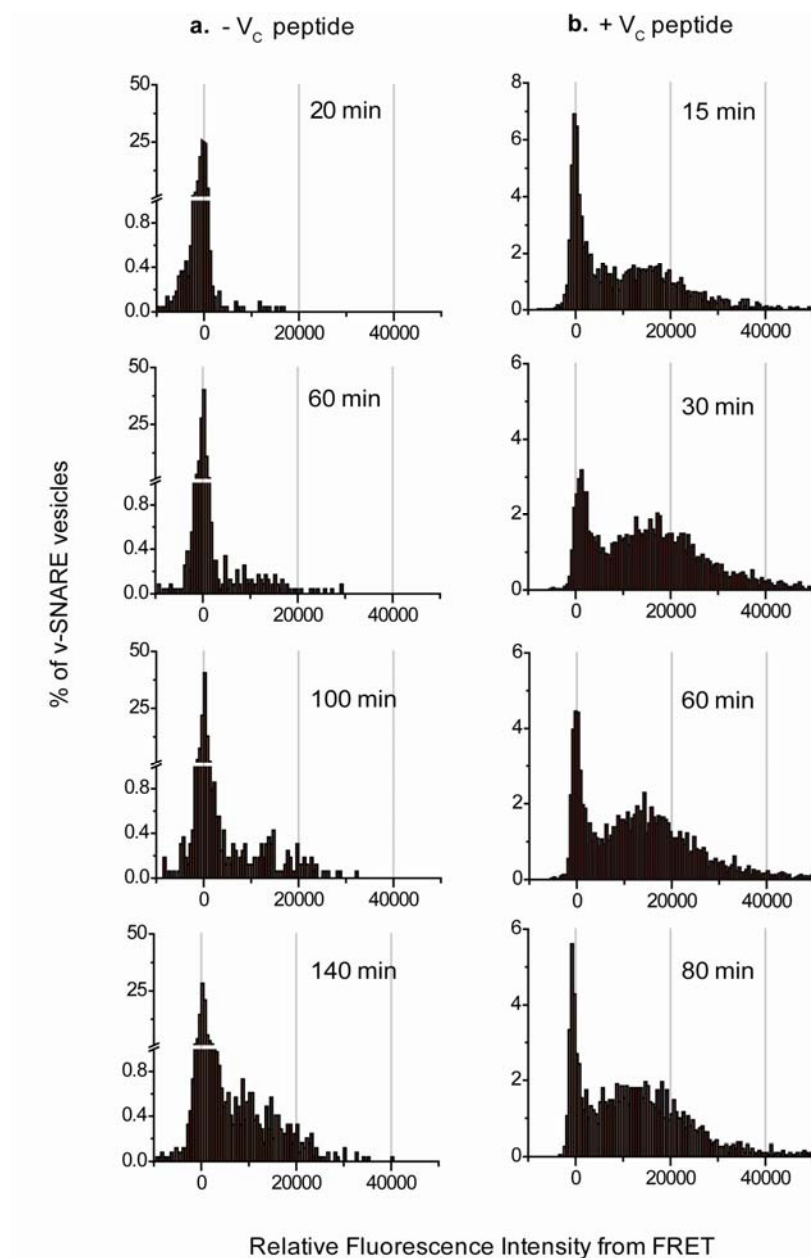 a. - V_C peptide
b. + V_C peptide
% of v-SNARE vesicles
20 min
50
25
0.8
0.4
0.0
0 20000 40000
15 min
8
6
4
2
0
0 20000 40000
60 min
50
25
0.8
0.4
0.0
0 20000 40000
30 min
6
4
2
0
0 20000 40000
100 min
50
25
0.8
0.4
0.0
0 20000 40000
60 min
6
4
2
0
0 20000 40000
140 min
50
25
0.8
0.4
0.0
0 20000 40000
80 min
6
4
2
0
0 20000 40000
Relative Fluorescence Intensity from FRET